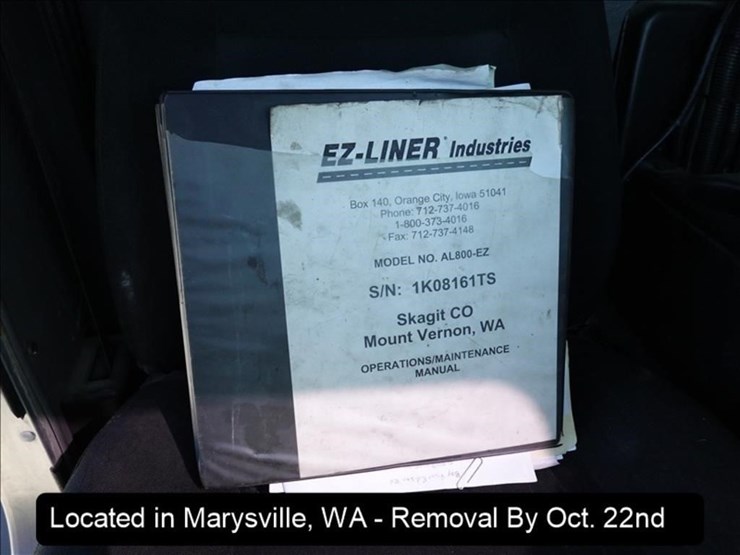 EZ-LINER® Industries
Box 140, Orange City, Iowa 51041
Phone: 712-737-4016
1-800-373-4016
Fax: 712-737-4148
MODEL NO. AL800-EZ
S/N: 1K08161TS
Skagit CO
Mount Vernon, WA
OPERATIONS/MAINTENANCE
MANUAL
Located in Marysville, WA - Removal By Oct. 22nd